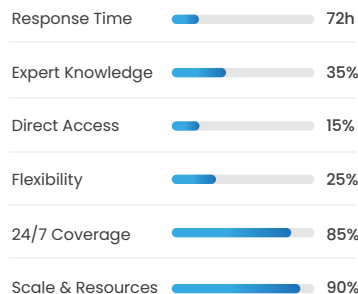 Response Time 72h
Expert Knowledge 35%
Direct Access 15%
Flexibility 25%
24/7 Coverage 85%
Scale & Resources 90%